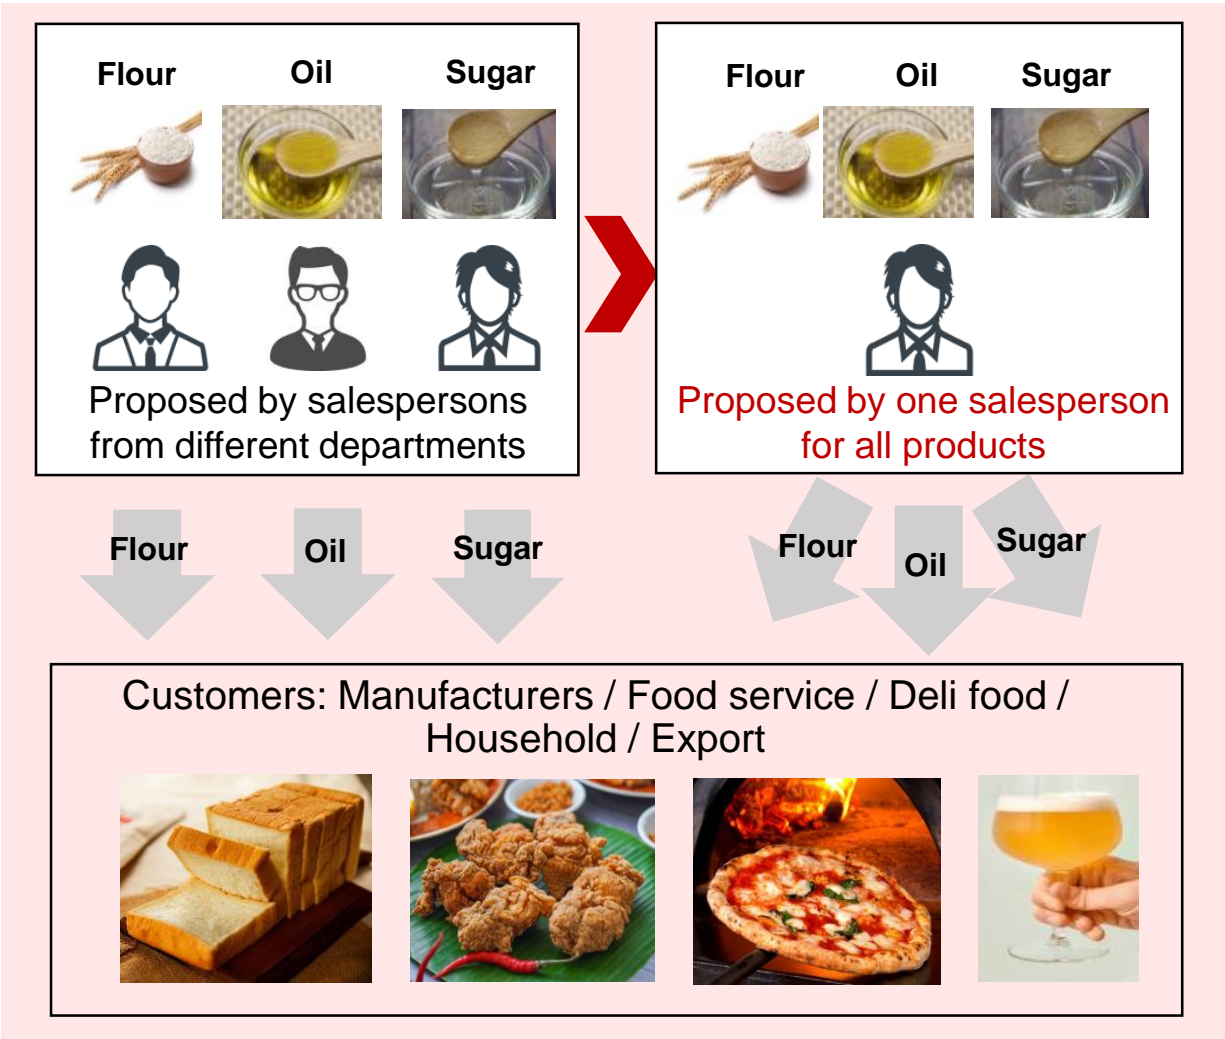 Flour
Oil
Sugar
Proposed by salespersons
from different departments
Flour
Oil
Sugar
Proposed by one salesperson
for all products
Flour
Oil
Sugar
Flour
Oil
Sugar
Customers: Manufacturers / Food service / Deli food /
Household / Export